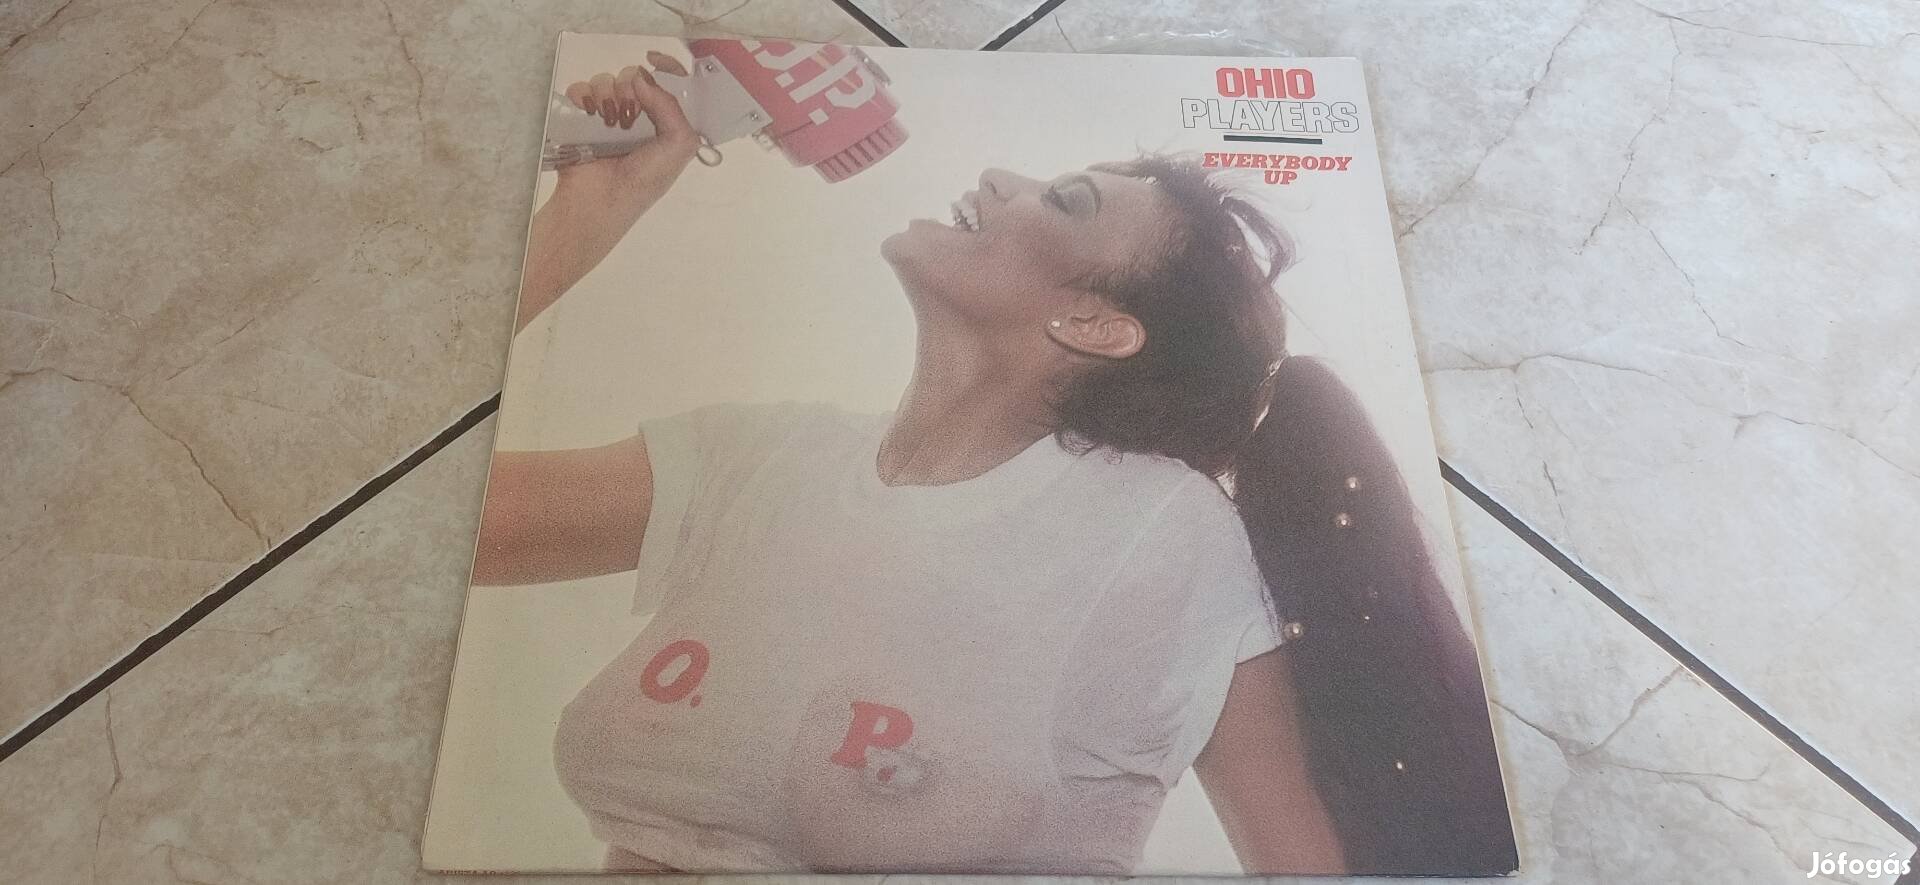 O.P.
OHIO
PLAYERS
EVERYBODY
UP
O.
P.
Jófogás